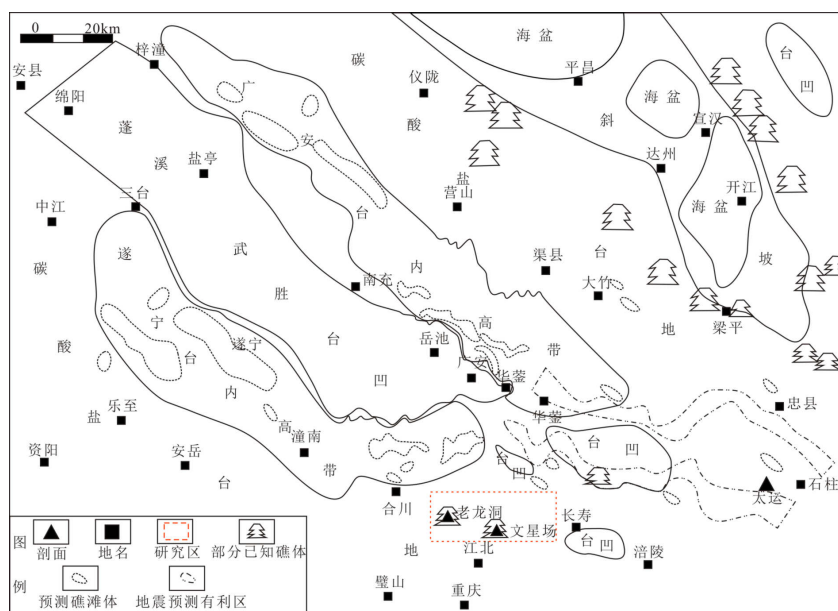 0 20km
海盆
台凹
安县
梓潼
碳酸盐台地
仪陇
平昌
绵阳
广安台内高带
斜坡
海盆
宣汉
蓬溪武胜台凹
盐亭
达州
中江
三台
营山
海盆
开江
碳酸盐台地
遂宁台内高带
南充
渠县
大竹
遂宁
岳池
梁平
广安
华蓥
华蓥
忠县
乐至
台凹
资阳
安岳
潼南
台凹
太运
石柱
合川
老龙洞
文星场
长寿
台凹
江北
涪陵
璧山
重庆
图例
剖面
地名
研究区
部分已知礁体
预测礁滩体
地震预测有利区